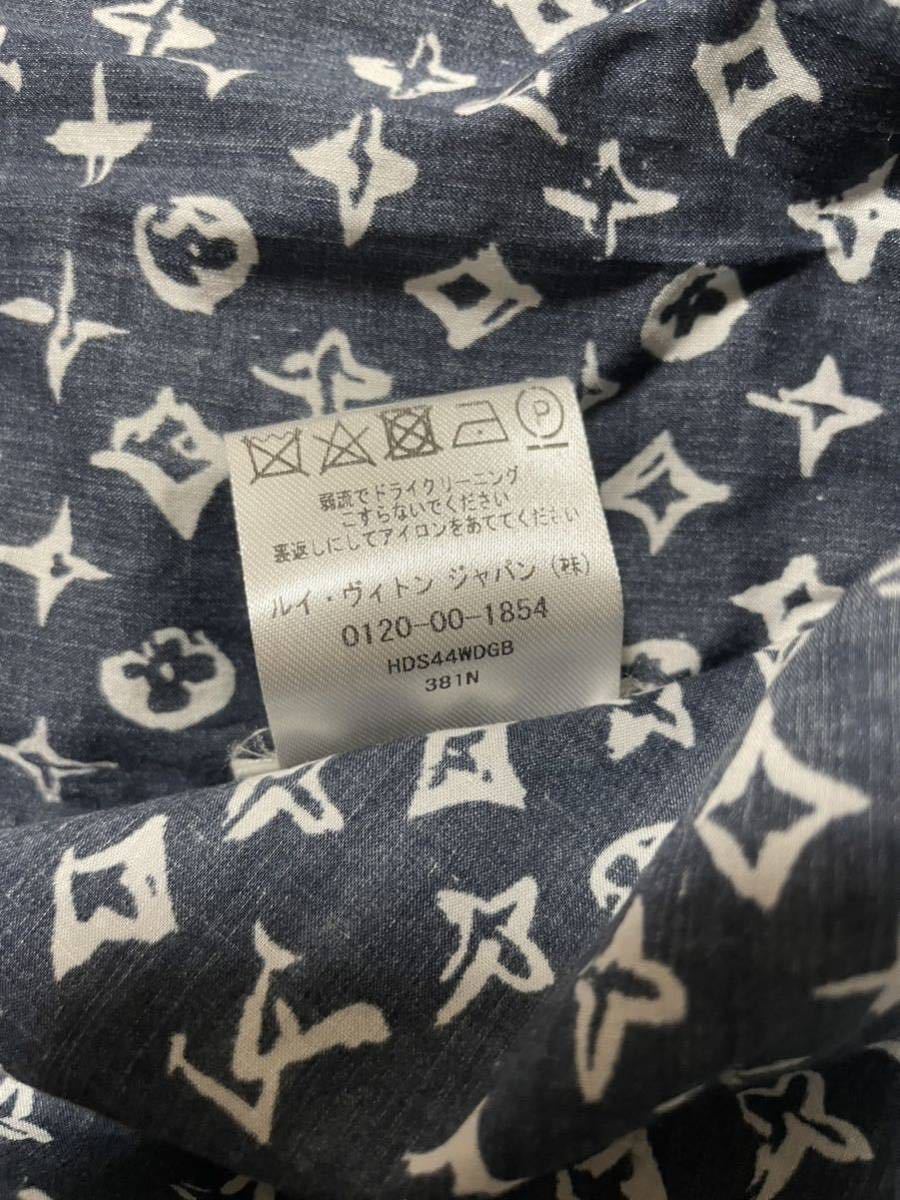 P
弱流でドライクリーニング
こすらないでください
裏返しにしてアイロンをあててください
ルイ・ヴィトン ジャパン(株)
0120-00-1854
HDS44WDGB
381N